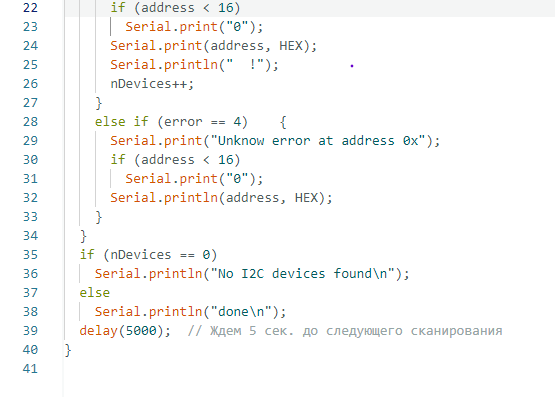 22 if (address < 16)
23 Serial.print("0");
24 Serial.print(address, HEX);
25 Serial.println("  !");
26 nDevices++;
27 }
28 else if (error == 4)    {
29 Serial.print("Unknow error at address 0x");
30 if (address < 16)
31 Serial.print("0");
32 Serial.println(address, HEX);
33 }
34 }
35 if (nDevices == 0)
36 Serial.println("No I2C devices found\n");
37 else
38 Serial.println("done\n");
39 delay(5000);  // Ждем 5 сек. до следующего сканирования
40 }
41